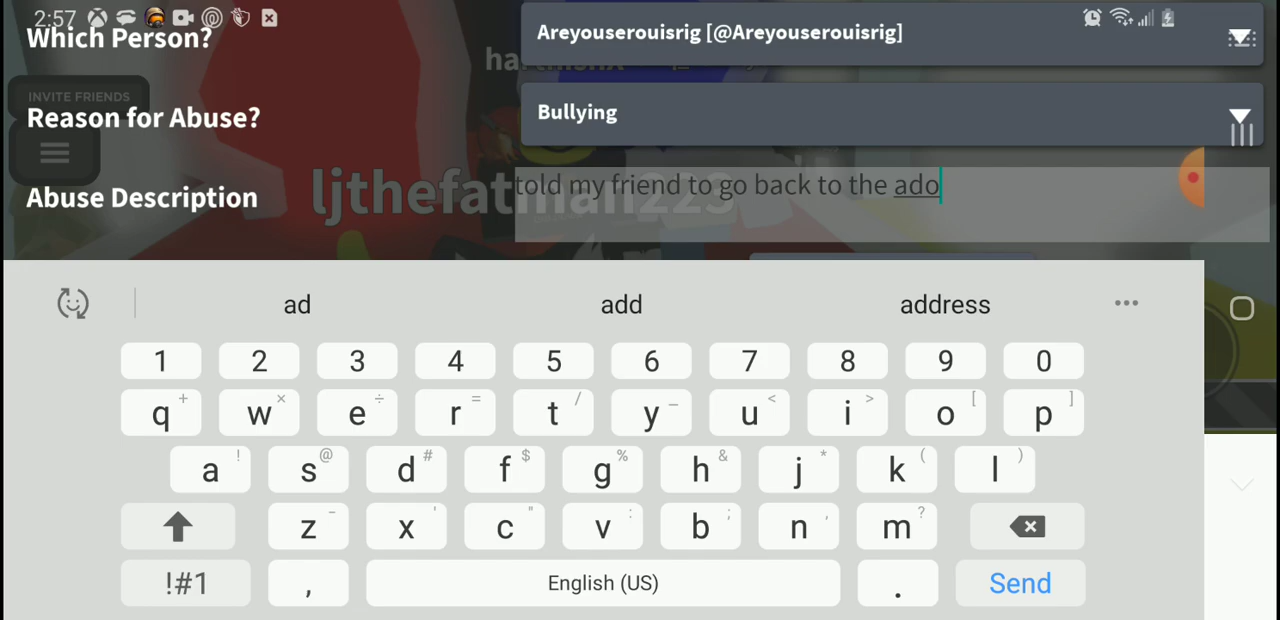 2:57
Which Person?
Areyouserouisrig [@Areyouserouisrig]
INVITE FRIENDS
Reason for Abuse?
Bullying
Abuse Description
told my friend to go back to the ado
ljthefatman223
ad add address •••
1 2 3 4 5 6 7 8 9 0
q + w × e ÷ r = t / y _ u < i > o [ p ]
a ! s @ d # f $ g % h & j * k ( l )
z - x ' c " v : b ; n , m ?
!#1 , English (US) . Send